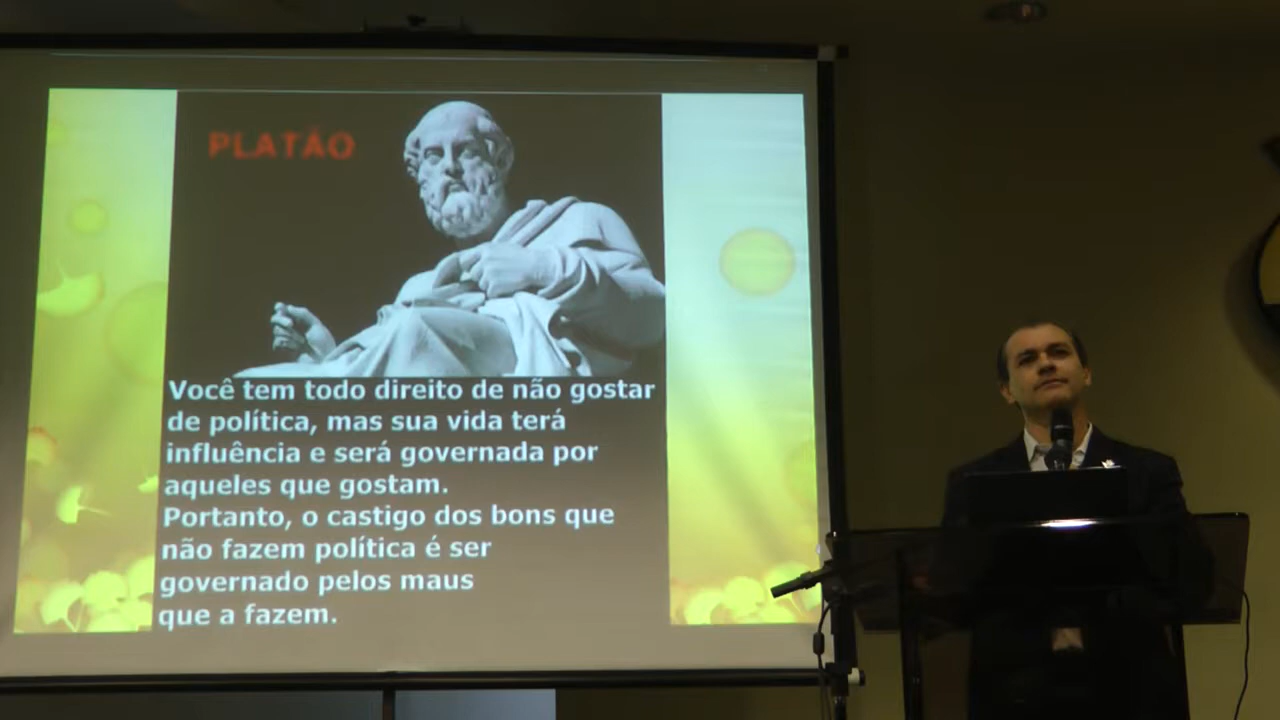 PLATÃO
Você tem todo direito de não gostar
de política, mas sua vida terá
influência e será governada por
aqueles que gostam.
Portanto, o castigo dos bons que
não fazem política é ser
governado pelos maus
que a fazem.